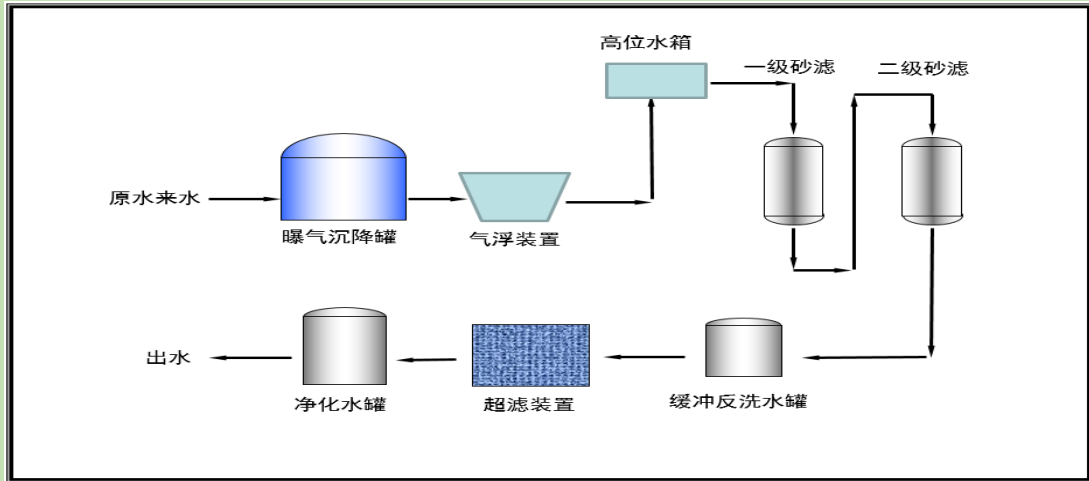 高位水箱
一级砂滤
二级砂滤
原水来水
曝气沉降罐
气浮装置
出水
净化水罐
超滤装置
缓冲反洗水罐